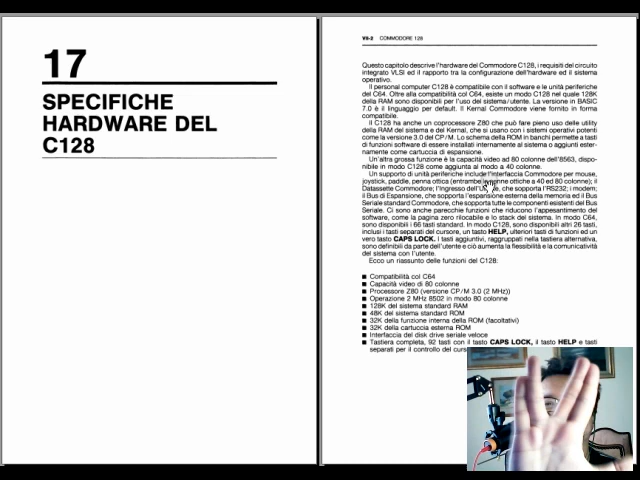 17
SPECIFICHE
HARDWARE DEL
C128
VII-2 COMMODORE 128
Questo capitolo descrive l'hardware del Commodore C128, i requisiti del circuito
integrato VLSI ed il rapporto tra la configurazione dell'hardware ed il sistema
operativo.
Il personal computer C128 è compatibile con il software e le unità periferiche
del C64. Oltre alla compatibilità col C64, esiste un modo C128 nel quale 128K
della RAM sono disponibili per l'uso del sistema/utente. La versione in BASIC
7.0 è il linguaggio per default. Il Kernal Commodore viene fornito in forma
compatibile.
Il C128 ha anche un coprocessore Z80 che può fare pieno uso delle utility
della RAM del sistema e del Kernal, che si usano con i sistemi operativi potenti
come la versione 3.0 del CP/M. Lo schema della ROM in banchi permette a tasti
di funzioni software di essere installati internamente al sistema o aggiunti ester-
namente come cartuccia di espansione.
Un'altra grossa funzione è la capacità video ad 80 colonne dell'8563, dispo-
nibile in modo C128 come aggiunta al modo a 40 colonne.
Un supporto di unità periferiche include l'interfaccia Commodore per mouse,
joystick, paddle, penna ottica (entrambe le penne ottiche a 40 ed 80 colonne); il
Datassette Commodore; l'Ingresso dell'Utente, che supporta l'RS232; i modem;
il Bus di Espansione, che supporta l'espansione esterna della memoria ed il Bus
Seriale standard Commodore, che supporta tutte le componenti esistenti del Bus
Seriale. Ci sono anche parecchie funzioni che riducono l'appesantimento del
software, come la pagina zero rilocabile e lo stack del sistema. In modo C64,
sono disponibili i 66 tasti standard. In modo C128, sono disponibili altri 26 tasti,
inclusi i tasti separati del cursore, un tasto HELP, ulteriori tasti di funzioni ed un
vero tasto CAPS LOCK. I tasti aggiuntivi, raggruppati nella tastiera alternativa,
sono definibili da parte dell'utente e ciò aumenta la flessibilità e la comunicatività
del sistema con l'utente.
Ecco un riassunto delle funzioni del C128:
■ Compatibilità col C64
■ Capacità video di 80 colonne
■ Processore Z80 (versione CP/M 3.0 (2 MHz))
■ Operazione 2 MHz 8502 in modo 80 colonne
■ 128K del sistema standard RAM
■ 48K del sistema standard ROM
■ 32K della funzione interna della ROM (facoltativi)
■ 32K della cartuccia esterna ROM
■ Interfaccia del disk drive seriale veloce
■ Tastiera completa, 92 tasti con il tasto CAPS LOCK, il tasto HELP e tasti
separati per il controllo del